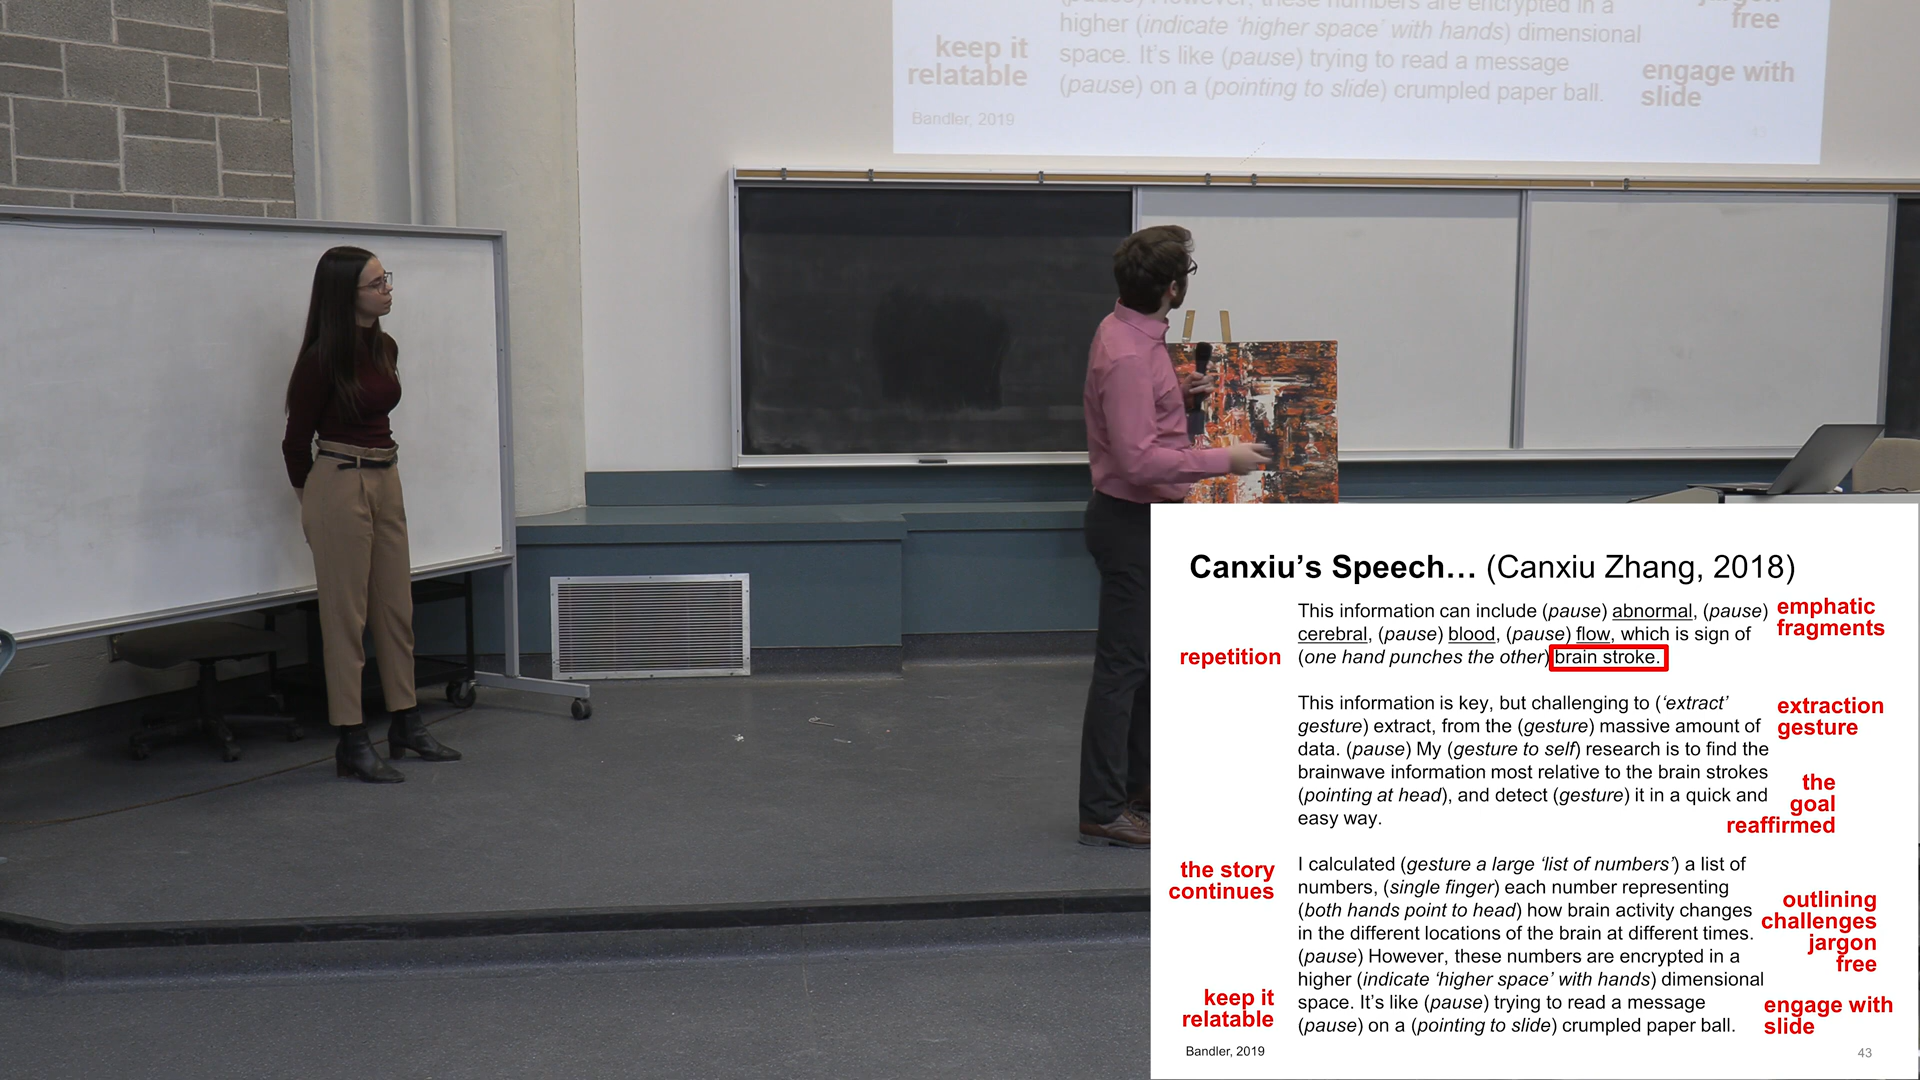 (pause) However, these numbers are encrypted in a
higher (indicate ‘higher space’ with hands) dimensional
space. It’s like (pause) trying to read a message
(pause) on a (pointing to slide) crumpled paper ball.
jargon
free
keep it
relatable
engage with
slide
Bandler, 2019
43
Canxiu’s Speech… (Canxiu Zhang, 2018)
This information can include (pause) abnormal, (pause)
cerebral, (pause) blood, (pause) flow, which is sign of
(one hand punches the other) brain stroke.
emphatic
fragments
repetition
This information is key, but challenging to (‘extract’
gesture) extract, from the (gesture) massive amount of
data. (pause) My (gesture to self) research is to find the
brainwave information most relative to the brain strokes
(pointing at head), and detect (gesture) it in a quick and
easy way.
extraction
gesture
the
goal
reaffirmed
the story
continues
I calculated (gesture a large ‘list of numbers’) a list of
numbers, (single finger) each number representing
(both hands point to head) how brain activity changes
in the different locations of the brain at different times.
(pause) However, these numbers are encrypted in a
higher (indicate ‘higher space’ with hands) dimensional
space. It’s like (pause) trying to read a message
(pause) on a (pointing to slide) crumpled paper ball.
outlining
challenges
jargon
free
keep it
relatable
engage with
slide
Bandler, 2019
43